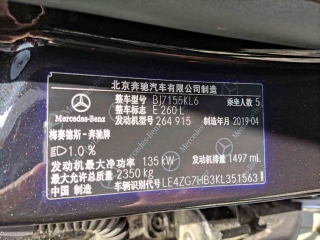 北京奔驰汽车有限公司制造
整车型号 BJ7155KL6 乘坐人数 5
整车标志 E 260 L
Mercedes-Benz 发动机型号 264 915 制造年月 2019-04
梅赛德斯-奔驰牌
1.0 %
发动机最大净功率 135 kW 发动机排量 1497 mL
最大允许总质量 2350 kg
中国 制造 车辆识别代号 LE4ZG7HB3KL351563